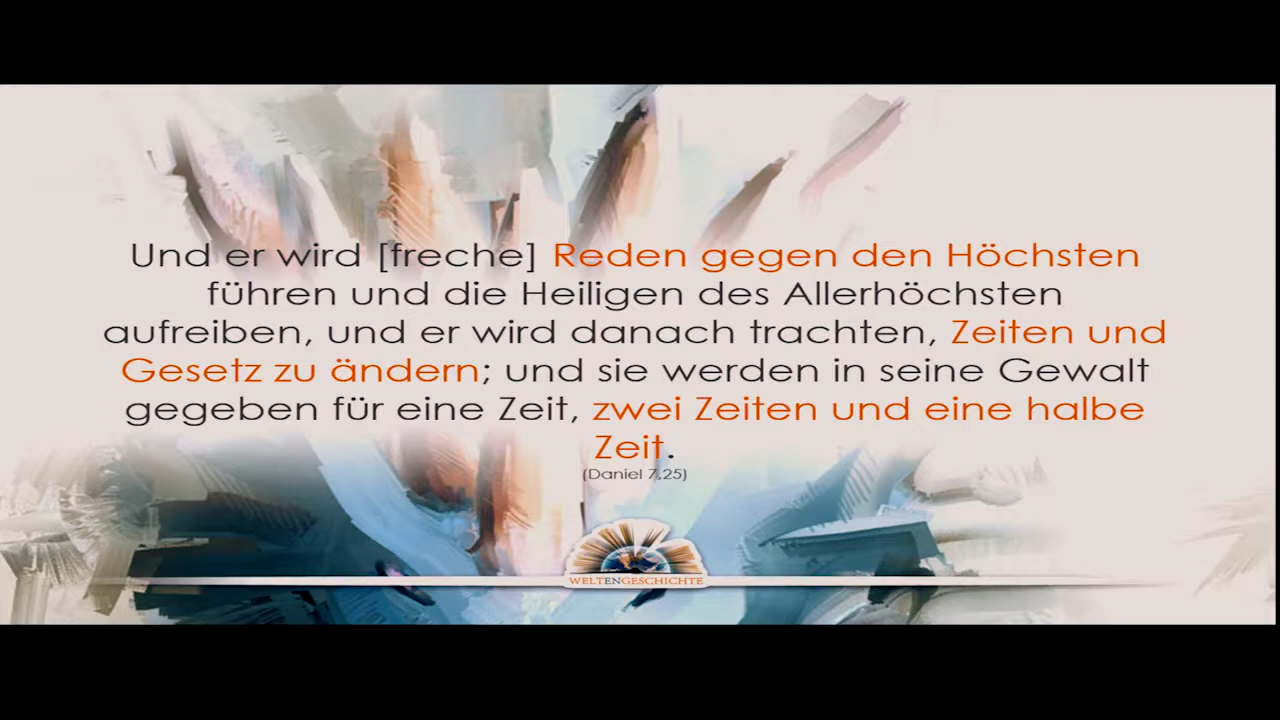 Und er wird [freche] Reden gegen den Höchsten
führen und die Heiligen des Allerhöchsten
aufreiben, und er wird danach trachten, Zeiten und
Gesetz zu ändern; und sie werden in seine Gewalt
gegeben für eine Zeit, zwei Zeiten und eine halbe
Zeit.
(Daniel 7,25)
WELTENGESCHICHTE